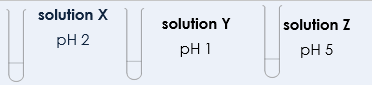 solution X
pH 2
solution Y
pH 1
solution Z
pH 5